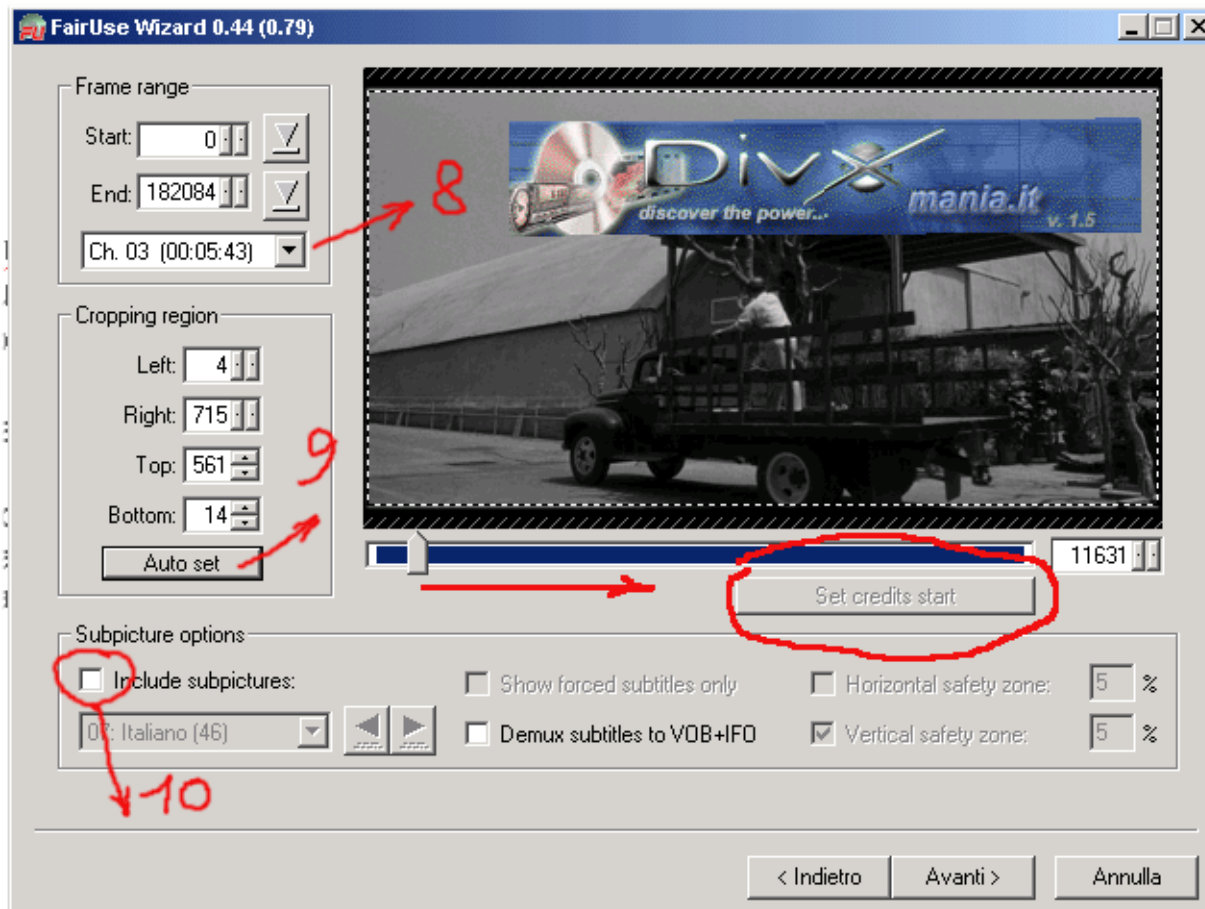 FairUse Wizard 0.44 (0.79)
Frame range
Start: 0
End: 182084
Ch. 03 (00:05:43)
8
DivX
mania.it
discover the power...
v. 1.5
Cropping region
Left: 4
Right: 715
Top: 561
Bottom: 14
Auto set
9
11631
Set credits start
Subpicture options
Include subpictures:
Show forced subtitles only
Horizontal safety zone: 5 %
07: Italiano (46)
Demux subtitles to VOB+IFO
Vertical safety zone: 5 %
10
< Indietro
Avanti >
Annulla